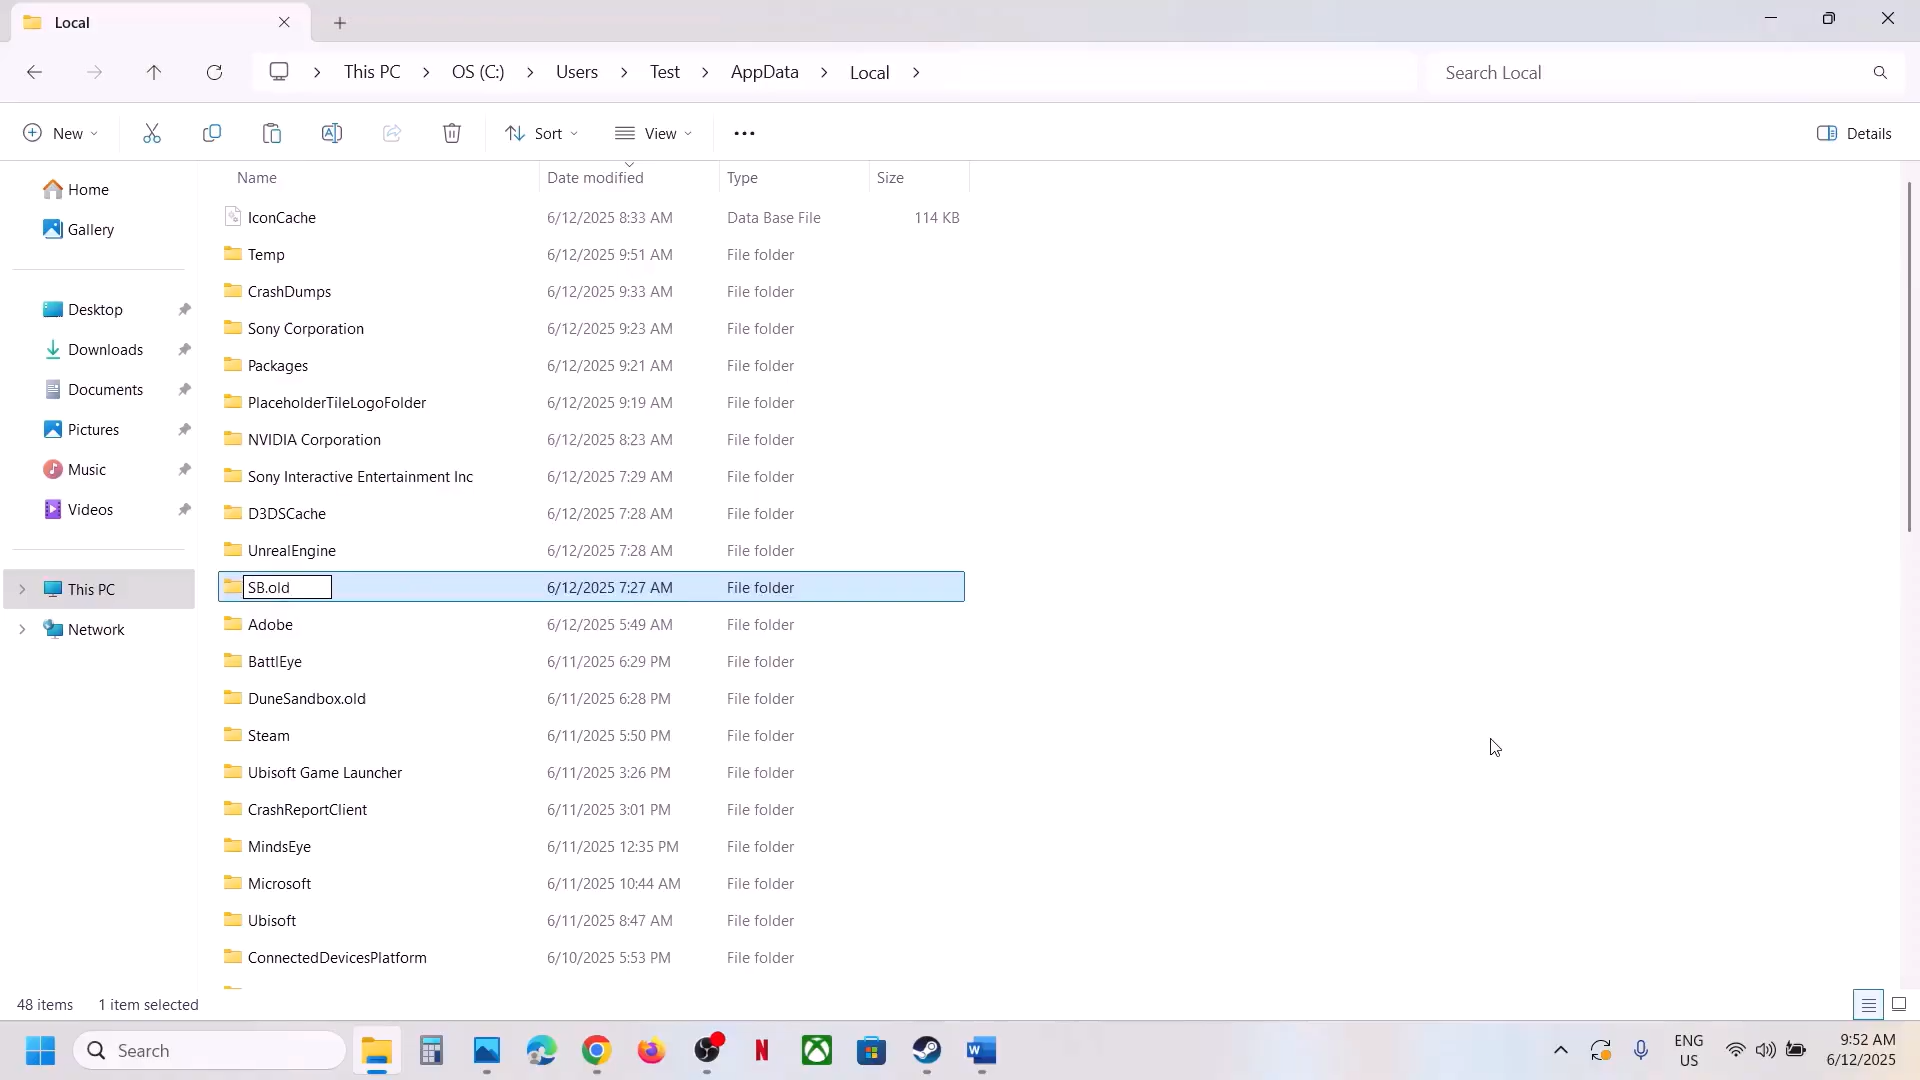 Local
This PC
OS (C:)
Users
Test
AppData
Local
Search Local
New
Sort
View
Details
Name
Date modified
Type
Size
Home
Gallery
Desktop
Downloads
Documents
Pictures
Music
Videos
This PC
Network
IconCache 6/12/2025 8:33 AM Data Base File 114 KB
Temp 6/12/2025 9:51 AM File folder
CrashDumps 6/12/2025 9:33 AM File folder
Sony Corporation 6/12/2025 9:23 AM File folder
Packages 6/12/2025 9:21 AM File folder
PlaceholderTileLogoFolder 6/12/2025 9:19 AM File folder
NVIDIA Corporation 6/12/2025 8:23 AM File folder
Sony Interactive Entertainment Inc 6/12/2025 7:29 AM File folder
D3DSCache 6/12/2025 7:28 AM File folder
UnrealEngine 6/12/2025 7:28 AM File folder
SB.old 6/12/2025 7:27 AM File folder
Adobe 6/12/2025 5:49 AM File folder
BattlEye 6/11/2025 6:29 PM File folder
DuneSandbox.old 6/11/2025 6:28 PM File folder
Steam 6/11/2025 5:50 PM File folder
Ubisoft Game Launcher 6/11/2025 3:26 PM File folder
CrashReportClient 6/11/2025 3:01 PM File folder
MindsEye 6/11/2025 12:35 PM File folder
Microsoft 6/11/2025 10:44 AM File folder
Ubisoft 6/11/2025 8:47 AM File folder
ConnectedDevicesPlatform 6/10/2025 5:53 PM File folder
48 items 1 item selected
Search
ENG
US
9:52 AM
6/12/2025